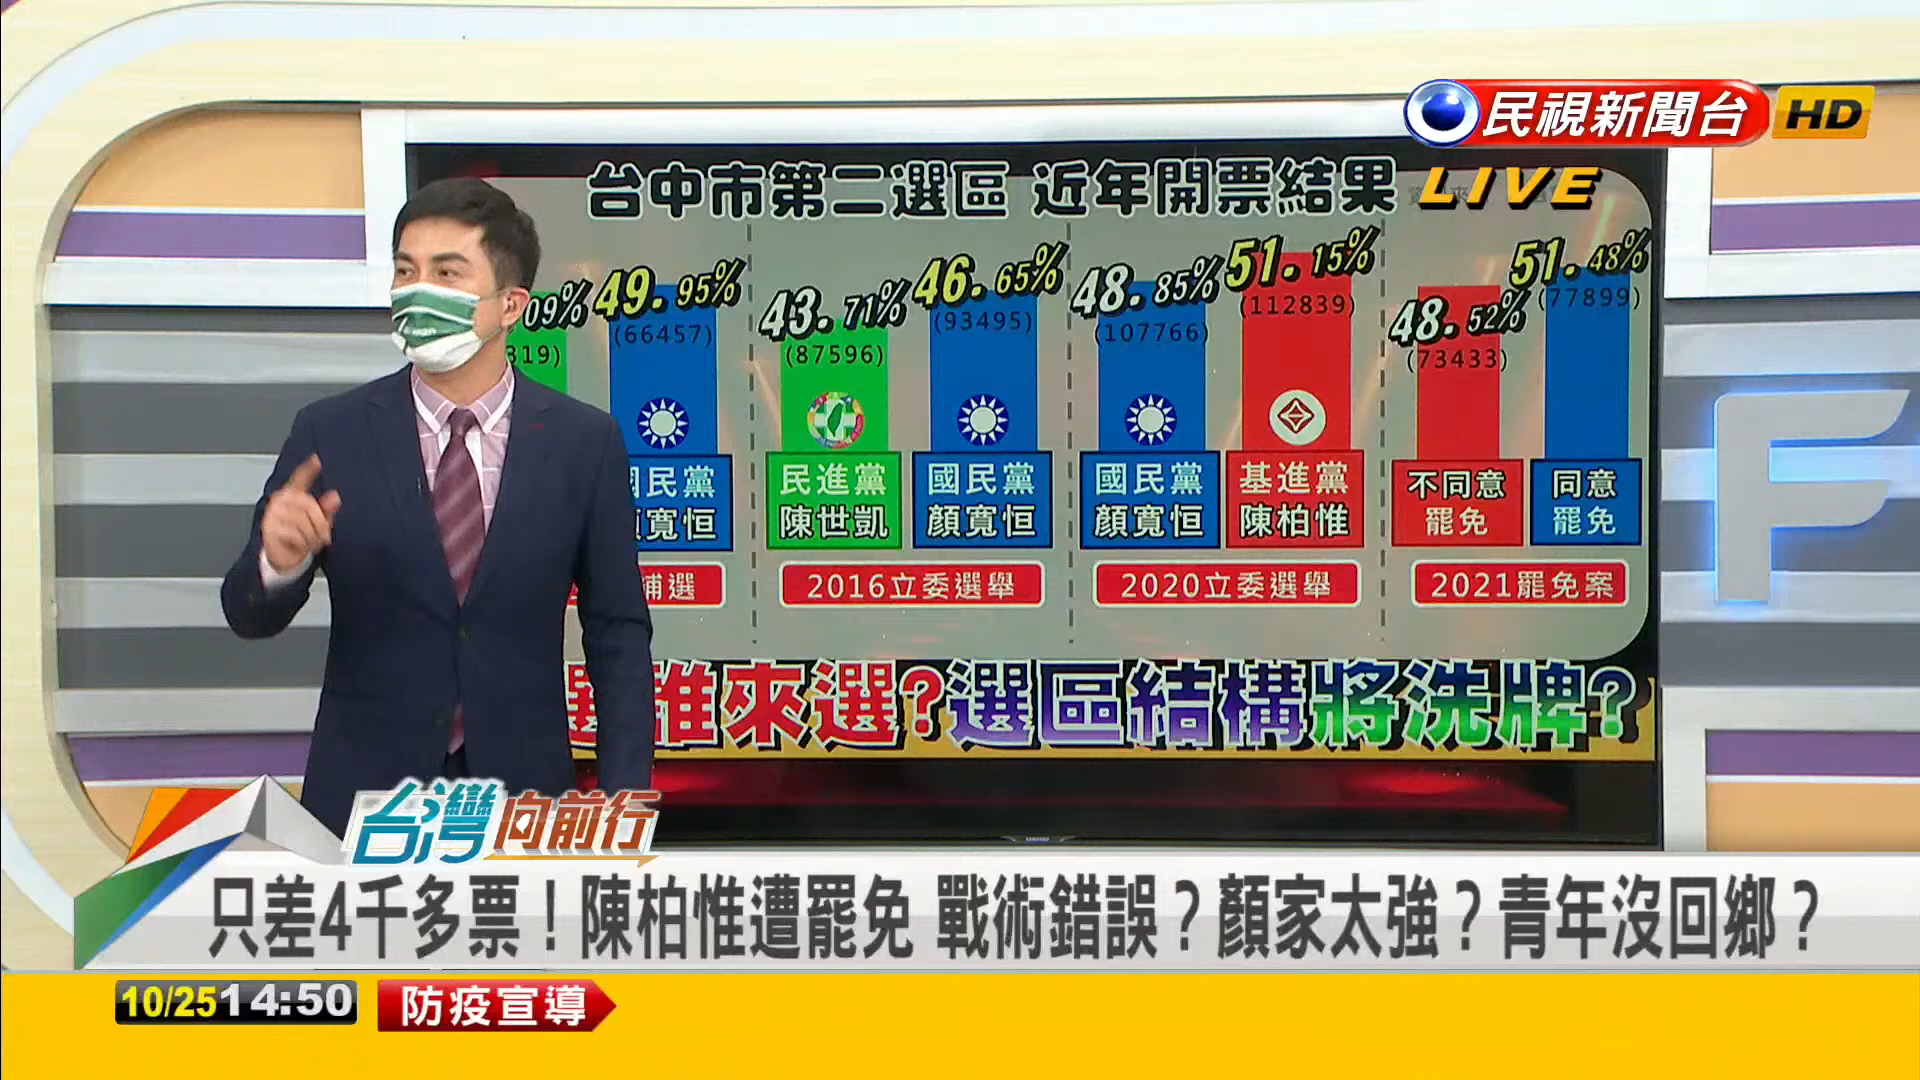 民視新聞台 HD
LIVE
台中市第二選區 近年開票結果
09% 49.95% 43.71% 46.65% 48.85% 51.15% 48.52% 51.48%
319) (66457) (87596) (93495) (107766) (112839) (73433) (77899)
國民黨 民進黨 國民黨 國民黨 基進黨 不同意 同意
顏寬恒 陳世凱 顏寬恒 顏寬恒 陳柏惟 罷免 罷免
補選 2016立委選舉 2020立委選舉 2021罷免案
選誰來選?選區結構將洗牌?
台灣向前行
只差4千多票！陳柏惟遭罷免 戰術錯誤？顏家太強？青年沒回鄉？
10/25 14:50 防疫宣導